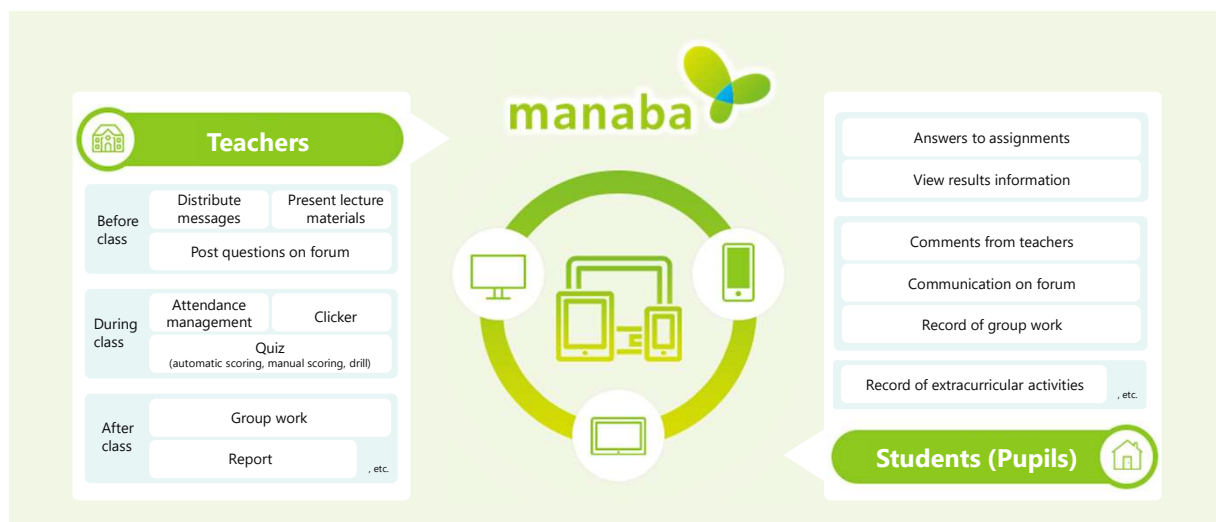 manaba
Teachers
Before
class
Distribute
messages
Present lecture
materials
Post questions on forum
During
class
Attendance
management
Clicker
Quiz
(automatic scoring, manual scoring, drill)
After
class
Group work
Report
, etc.
Answers to assignments
View results information
Comments from teachers
Communication on forum
Record of group work
Record of extracurricular activities
, etc.
Students (Pupils)